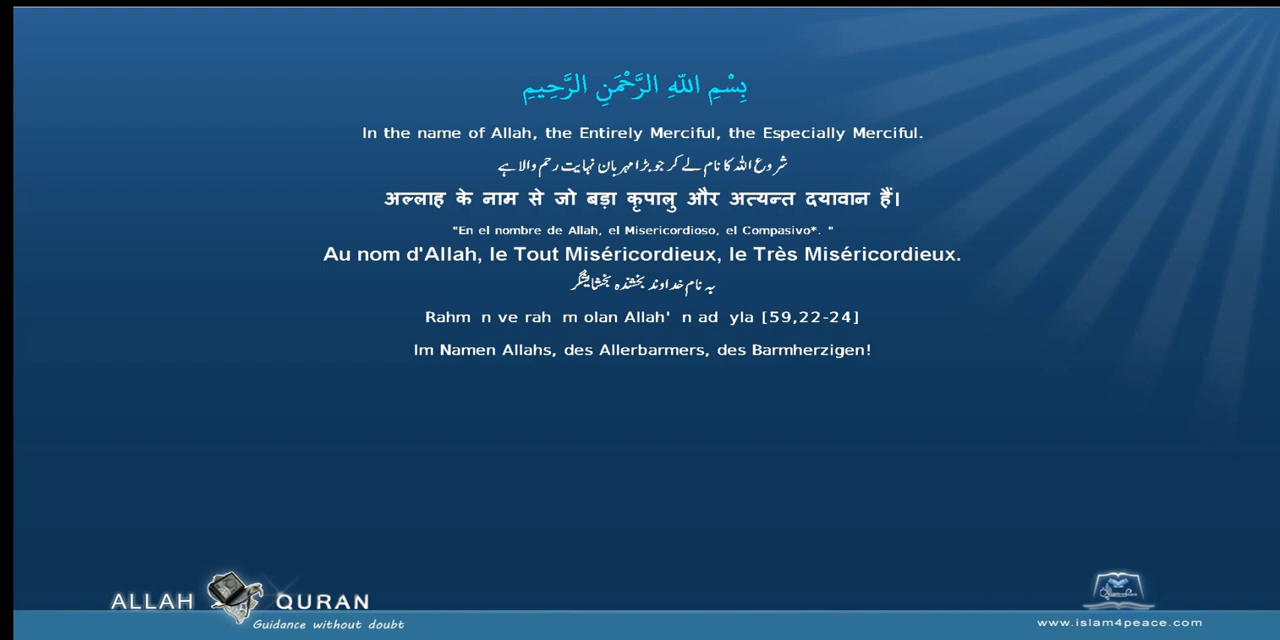 بِسْمِ اللّٰهِ الرَّحْمَنِ الرَّحِيمِ
In the name of Allah, the Entirely Merciful, the Especially Merciful.
شروع اللہ کا نام لے کر جو بڑا مہربان نہایت رحم والا ہے
अल्लाह के नाम से जो बड़ा कृपालु और अत्यन्त दयावान हैं।
"En el nombre de Allah, el Misericordioso, el Compasivo*. "
Au nom d'Allah, le Tout Miséricordieux, le Très Miséricordieux.
به نام خداوند بخشنده بخشایشگر
Rahm n ve rah m olan Allah' n ad yla [59,22-24]
Im Namen Allahs, des Allerbarmers, des Barmherzigen!
ALLAH QURAN
Guidance without doubt
www.islam4peace.com